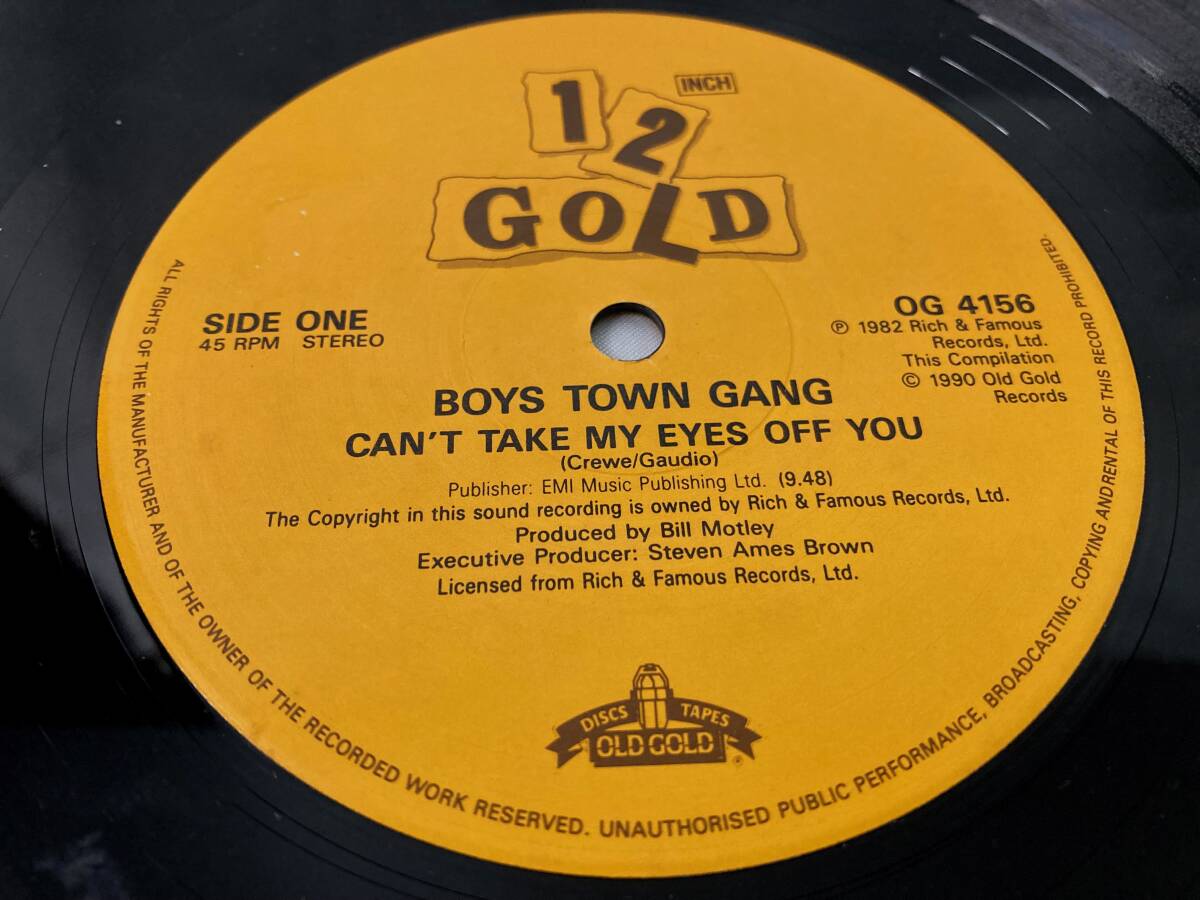 12 INCH
GOLD
SIDE ONE
45 RPM STEREO
OG 4156
℗ 1982 Rich & Famous
Records, Ltd.
This Compilation
© 1990 Old Gold
Records
BOYS TOWN GANG
CAN'T TAKE MY EYES OFF YOU
(Crewe/Gaudio)
Publisher: EMI Music Publishing Ltd. (9.48)
The Copyright in this sound recording is owned by Rich & Famous Records, Ltd.
Produced by Bill Motley
Executive Producer: Steven Ames Brown
Licensed from Rich & Famous Records, Ltd.
DISCS TAPES
OLD GOLD ®
ALL RIGHTS OF THE MANUFACTURER AND OF THE OWNER OF THE RECORDED WORK RESERVED. UNAUTHORISED PUBLIC PERFORMANCE, BROADCASTING, COPYING AND RENTAL OF THIS RECORD PROHIBITED.